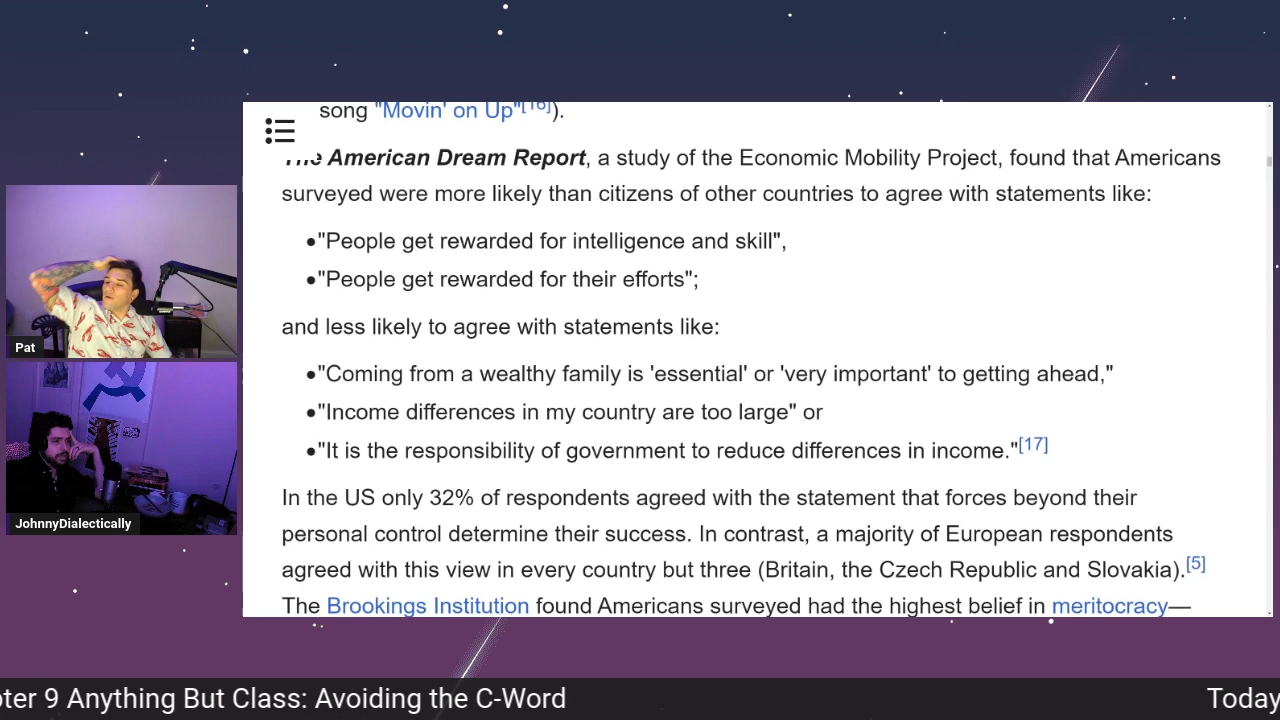 song "Movin' on Up"[16]).
The American Dream Report, a study of the Economic Mobility Project, found that Americans
surveyed were more likely than citizens of other countries to agree with statements like:
•"People get rewarded for intelligence and skill",
•"People get rewarded for their efforts";
and less likely to agree with statements like:
•"Coming from a wealthy family is 'essential' or 'very important' to getting ahead,"
•"Income differences in my country are too large" or
•"It is the responsibility of government to reduce differences in income."[17]
In the US only 32% of respondents agreed with the statement that forces beyond their
personal control determine their success. In contrast, a majority of European respondents
agreed with this view in every country but three (Britain, the Czech Republic and Slovakia).[5]
The Brookings Institution found Americans surveyed had the highest belief in meritocracy—
Pat
JohnnyDialectically
pter 9 Anything But Class: Avoiding the C-Word
Today